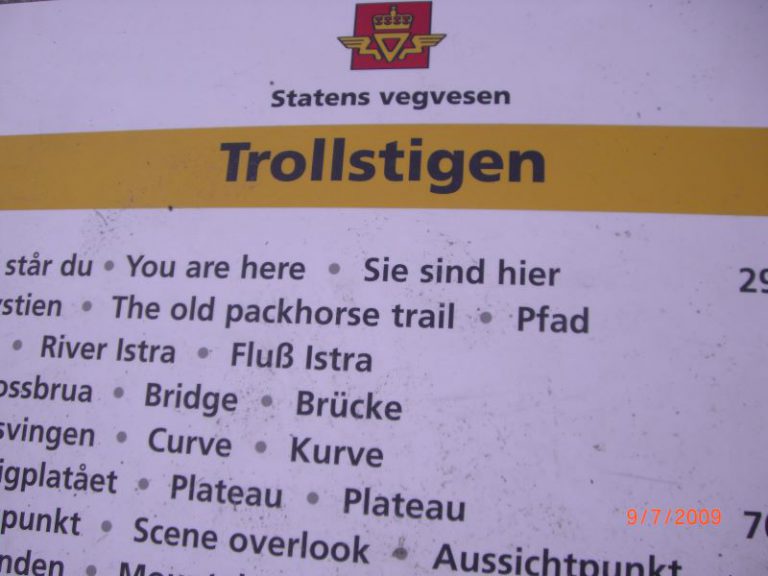 Statens vegvesen
Trollstigen
står du • You are here • Sie sind hier 29
stien • The old packhorse trail • Pfad
• River Istra • Fluß Istra
ossbrua • Bridge • Brücke
svingen • Curve • Kurve
igplatået • Plateau • Plateau
punkt • Scene overlook • Aussichtpunkt
9/7/2009 70
nden •